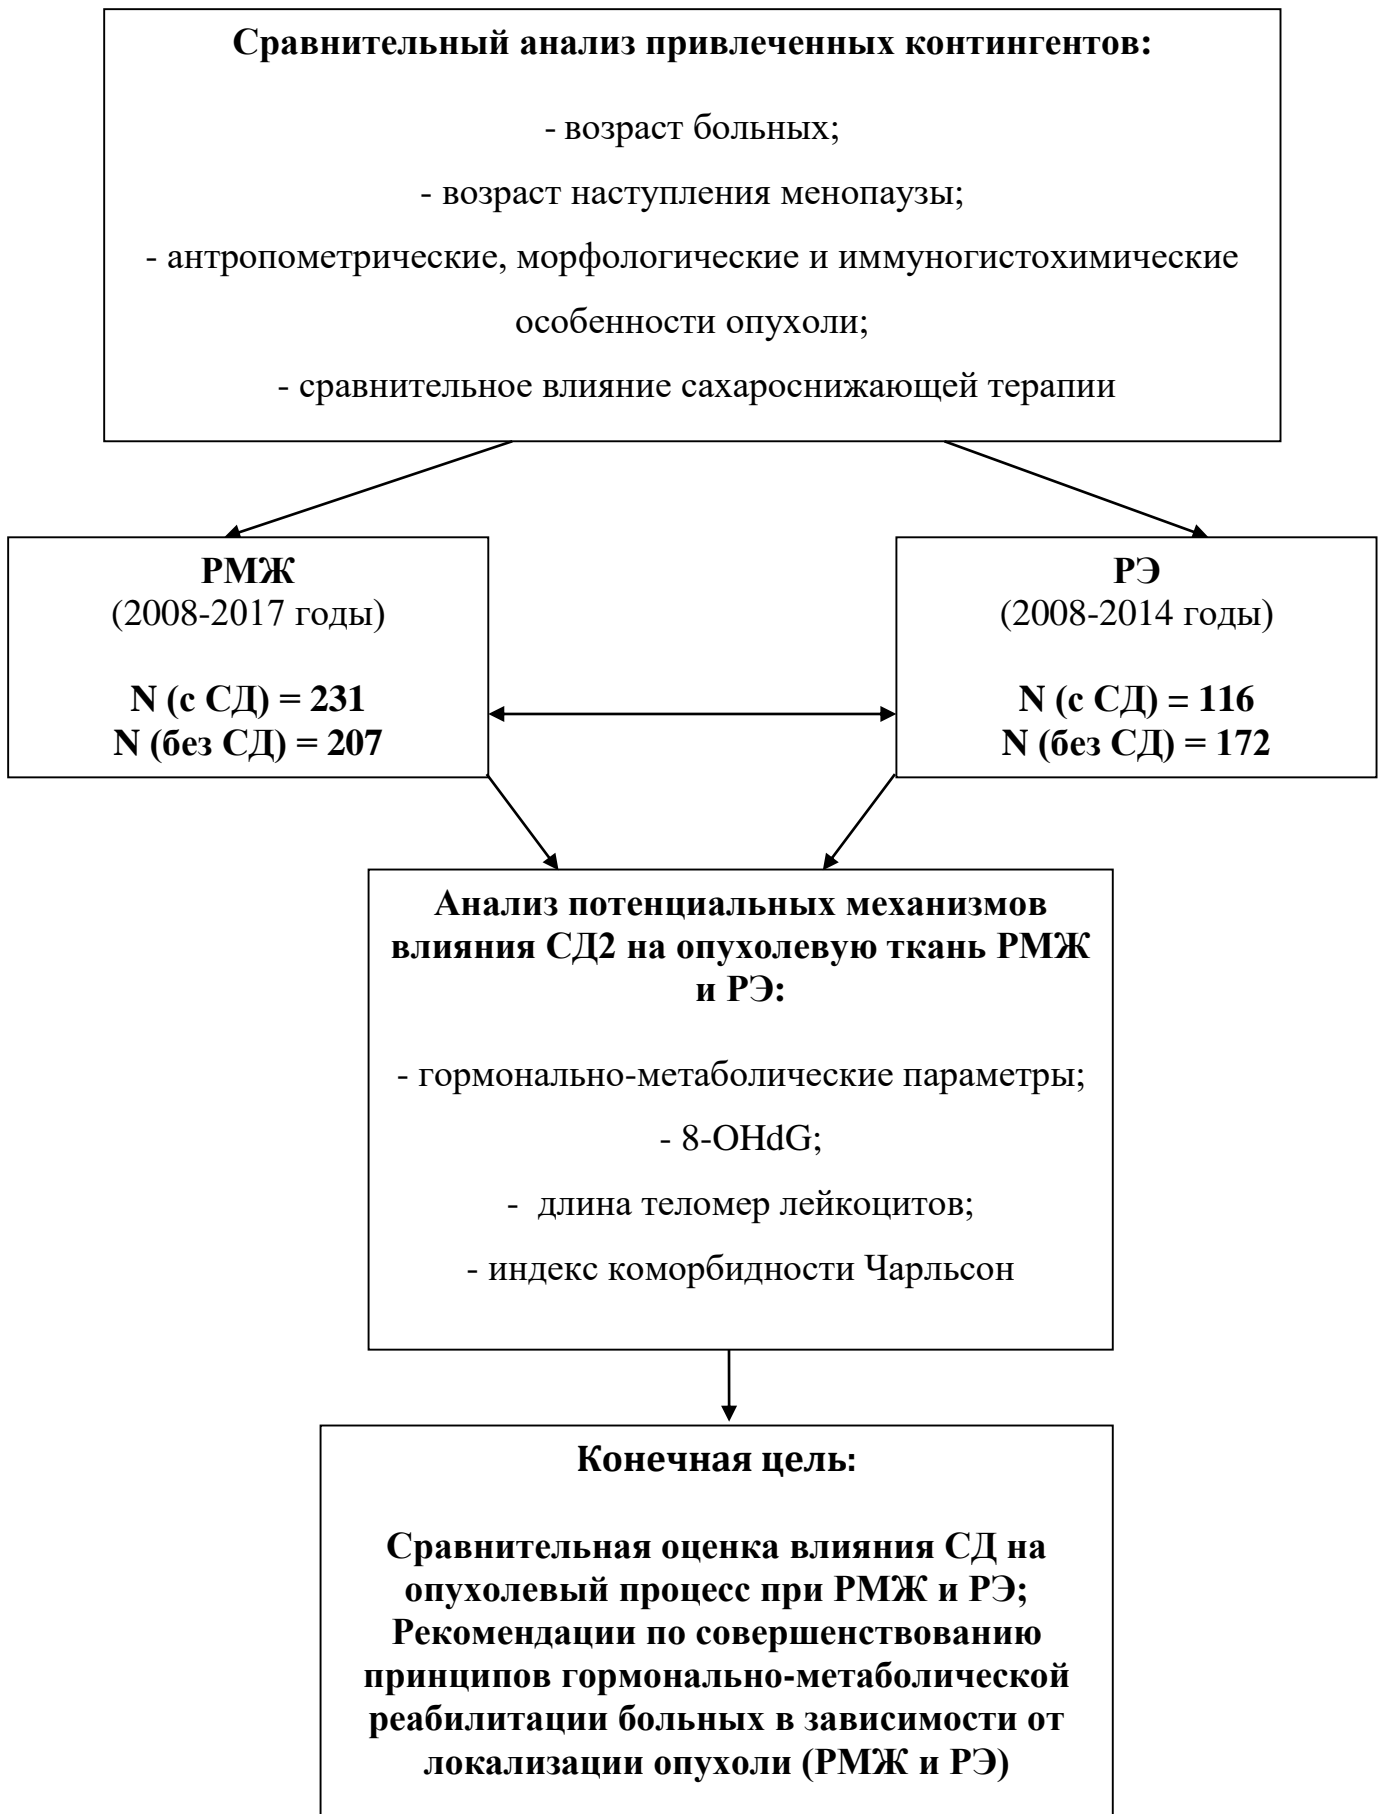 Сравнительный анализ привлеченных контингентов:
- возраст больных;
- возраст наступления менопаузы;
- антропометрические, морфологические и иммуногистохимические
особенности опухоли;
- сравнительное влияние сахароснижающей терапии
РМЖ
(2008-2017 годы)
N (с СД) = 231
N (без СД) = 207
РЭ
(2008-2014 годы)
N (с СД) = 116
N (без СД) = 172
Анализ потенциальных механизмов
влияния СД2 на опухолевую ткань РМЖ
и РЭ:
- гормонально-метаболические параметры;
- 8-OHdG;
- длина теломер лейкоцитов;
- индекс коморбидности Чарльсон
Конечная цель:
Сравнительная оценка влияния СД на
опухолевый процесс при РМЖ и РЭ;
Рекомендации по совершенствованию
принципов гормонально-метаболической
реабилитации больных в зависимости от
локализации опухоли (РМЖ и РЭ)